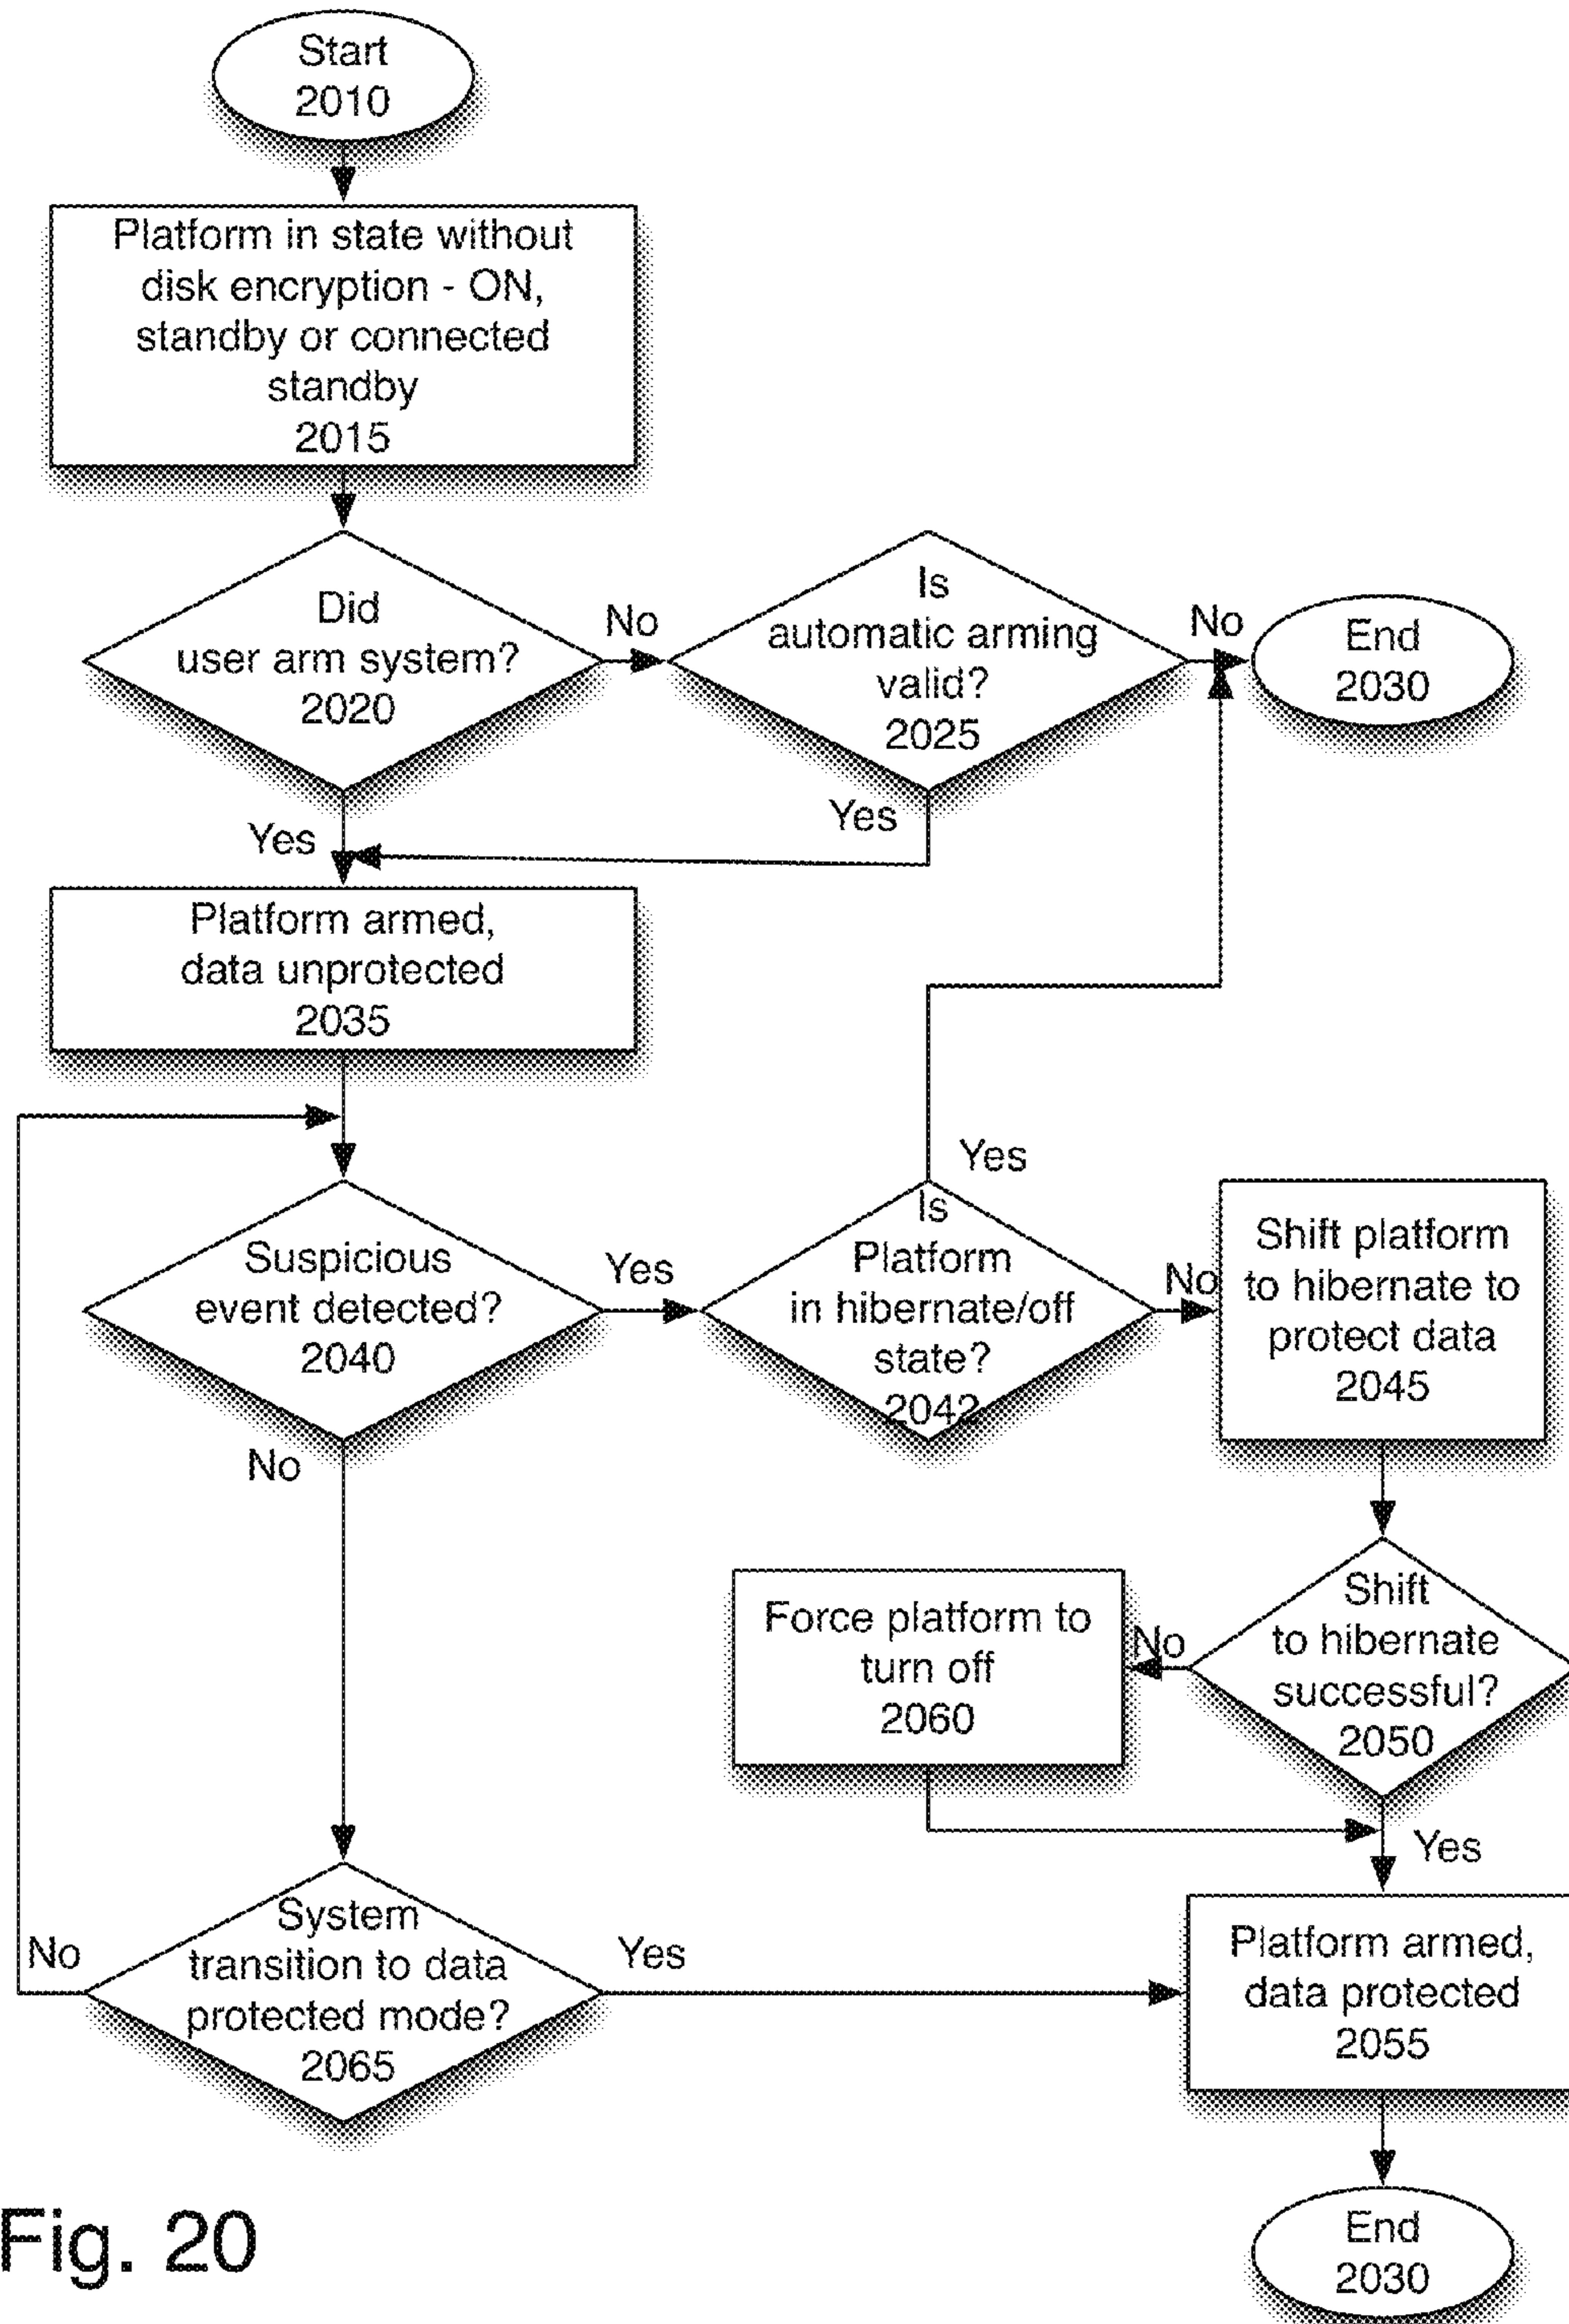 Start
2010
Platform in state without
disk encryption - ON,
standby or connected
standby
2015
Did
user arm system?
2020
No
Is
automatic arming
valid?
2025
No
End
2030
Yes
Yes
Platform armed,
data unprotected
2035
Suspicious
event detected?
2040
Yes
Is
Platform
in hibernate/off
state?
2042
Yes
No
Shift platform
to hibernate to
protect data
2045
No
Shift
to hibernate
successful?
2050
No
Force platform to
turn off
2060
Yes
System
transition to data
protected mode?
2065
No
Yes
Platform armed,
data protected
2055
End
2030
Fig. 20